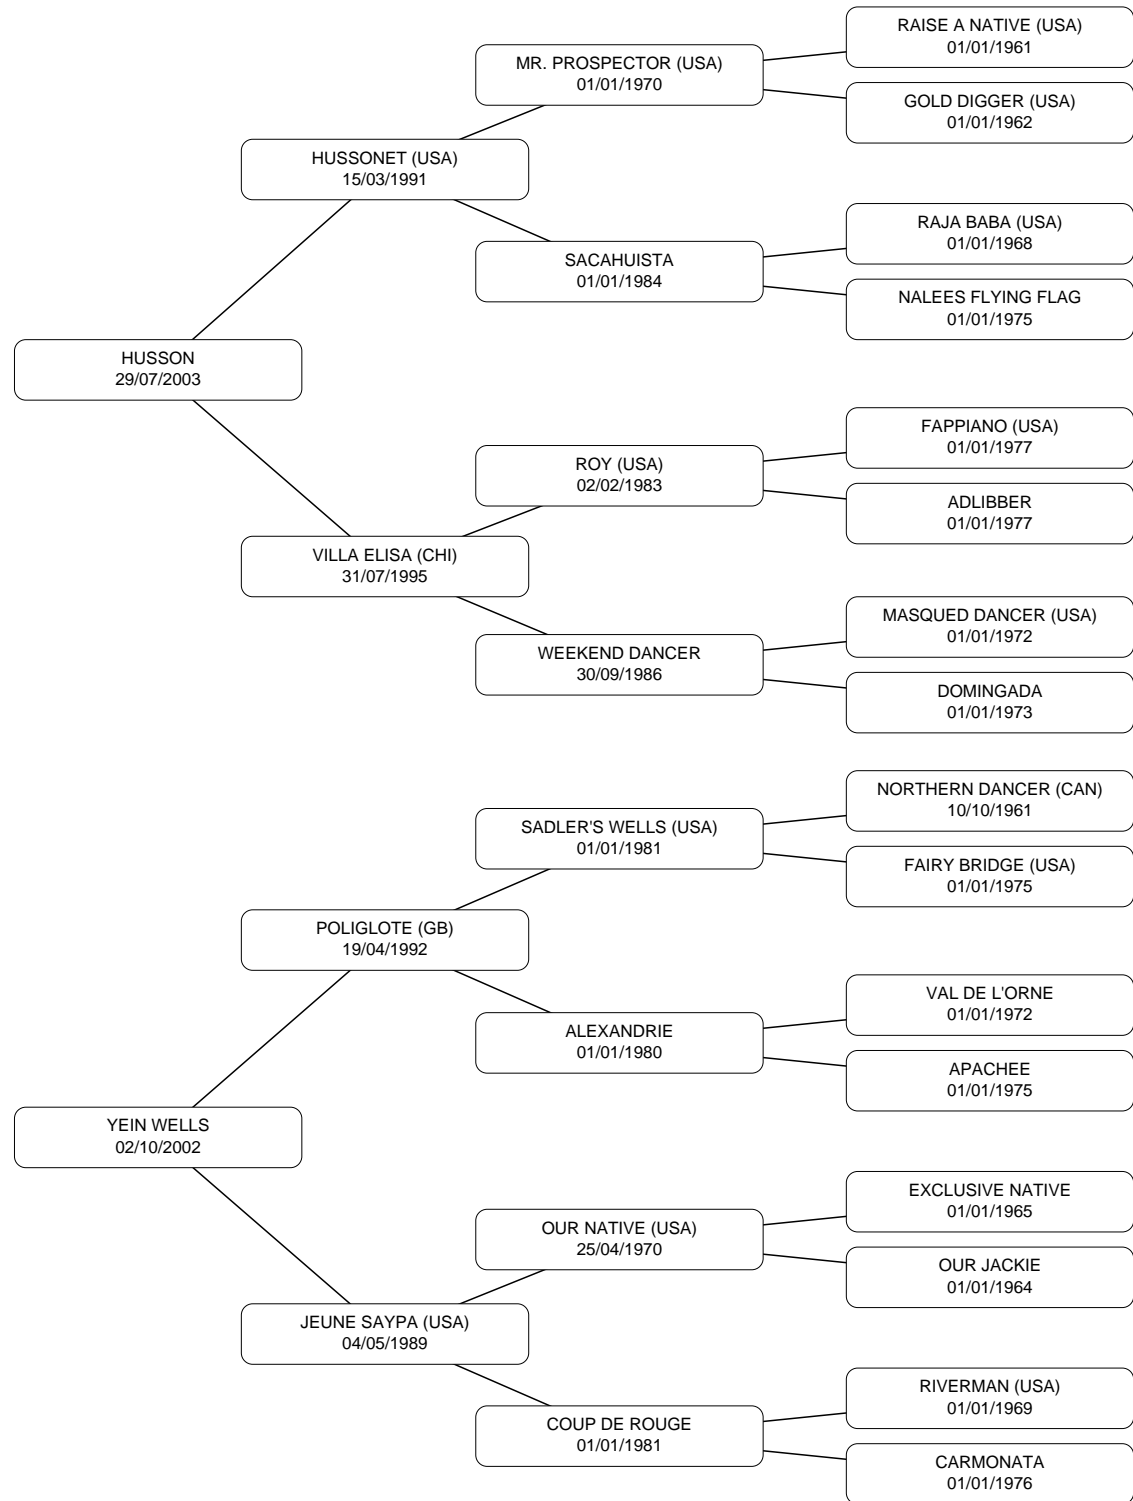 RAISE A NATIVE (USA)
01/01/1961
MR. PROSPECTOR (USA)
01/01/1970
GOLD DIGGER (USA)
01/01/1962
HUSSONET (USA)
15/03/1991
RAJA BABA (USA)
01/01/1968
SACAHUISTA
01/01/1984
NALEES FLYING FLAG
01/01/1975
HUSSON
29/07/2003
FAPPIANO (USA)
01/01/1977
ROY (USA)
02/02/1983
ADLIBBER
01/01/1977
VILLA ELISA (CHI)
31/07/1995
MASQUED DANCER (USA)
01/01/1972
WEEKEND DANCER
30/09/1986
DOMINGADA
01/01/1973
NORTHERN DANCER (CAN)
10/10/1961
SADLER'S WELLS (USA)
01/01/1981
FAIRY BRIDGE (USA)
01/01/1975
POLIGLOTE (GB)
19/04/1992
VAL DE L'ORNE
01/01/1972
ALEXANDRIE
01/01/1980
APACHEE
01/01/1975
YEIN WELLS
02/10/2002
EXCLUSIVE NATIVE
01/01/1965
OUR NATIVE (USA)
25/04/1970
OUR JACKIE
01/01/1964
JEUNE SAYPA (USA)
04/05/1989
RIVERMAN (USA)
01/01/1969
COUP DE ROUGE
01/01/1981
CARMONATA
01/01/1976